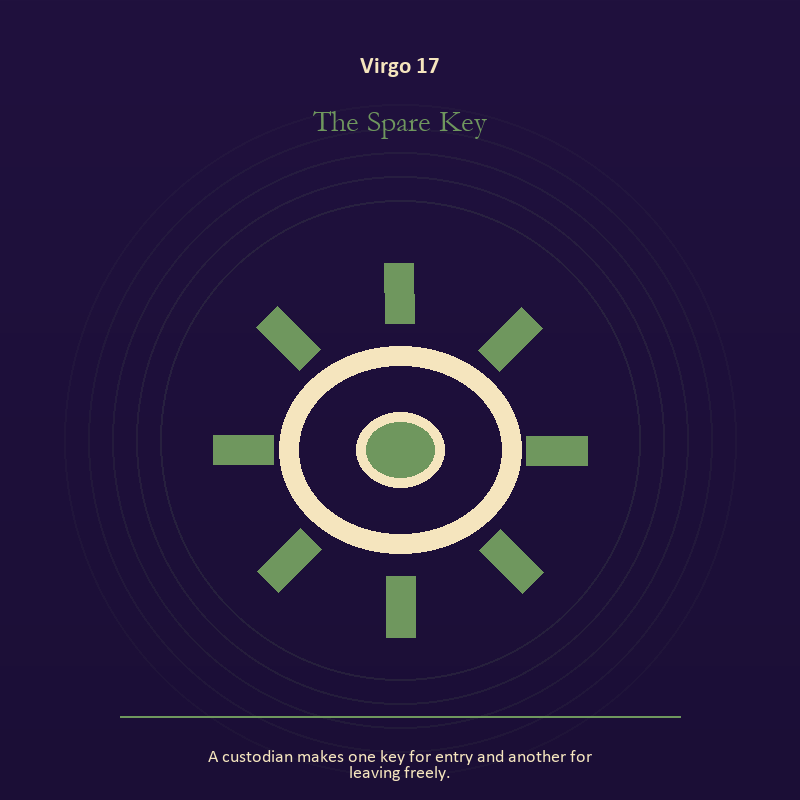 Virgo 17
The Spare Key
A custodian makes one key for entry and another for
leaving freely.